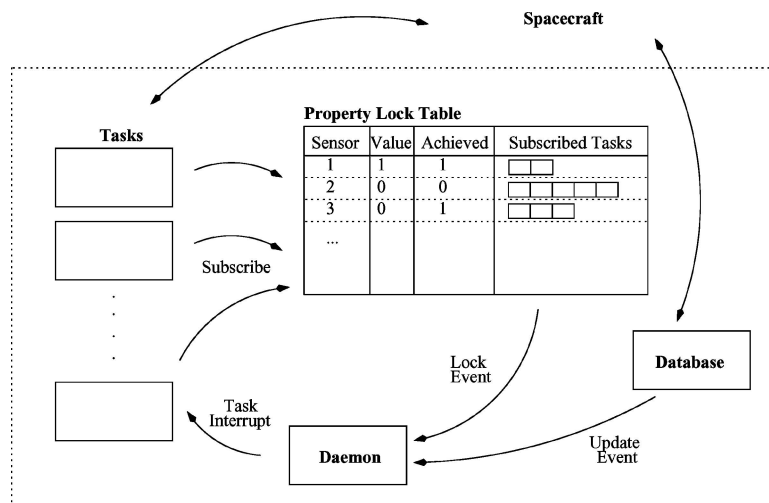 Spacecraft
Property Lock Table
Tasks
Sensor Value Achieved Subscribed Tasks
1 1 1
2 0 0
3 0 1
...
Subscribe
Lock
Event
Database
Task
Interrupt
Daemon
Update
Event